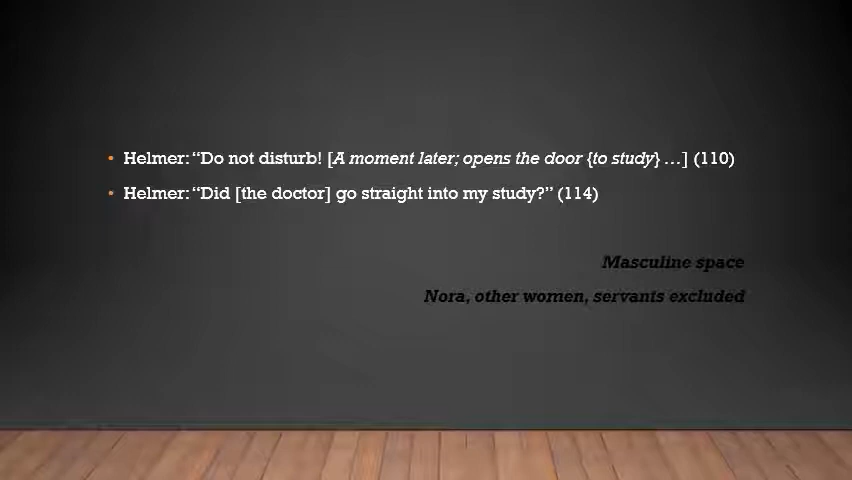 • Helmer: “Do not disturb! [A moment later; opens the door {to study} …] (110)
• Helmer: “Did [the doctor] go straight into my study?” (114)
Masculine space
Nora, other women, servants excluded